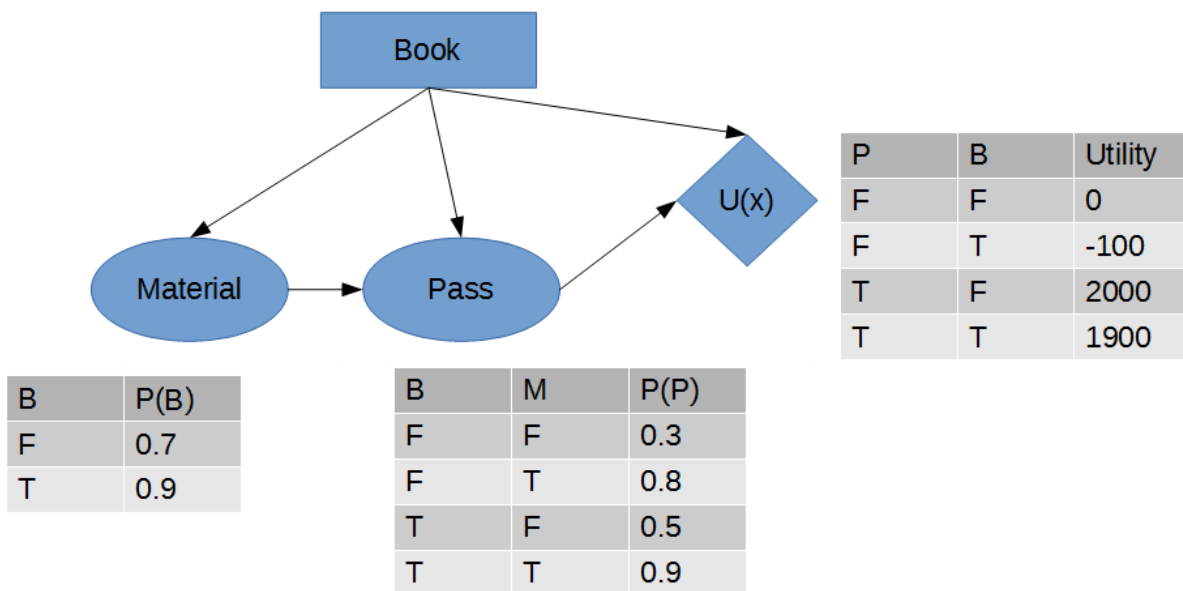 Book
U(x)
Material
Pass
P B Utility
F F 0
F T -100
T F 2000
T T 1900
B P(B)
F 0.7
T 0.9
B M P(P)
F F 0.3
F T 0.8
T F 0.5
T T 0.9